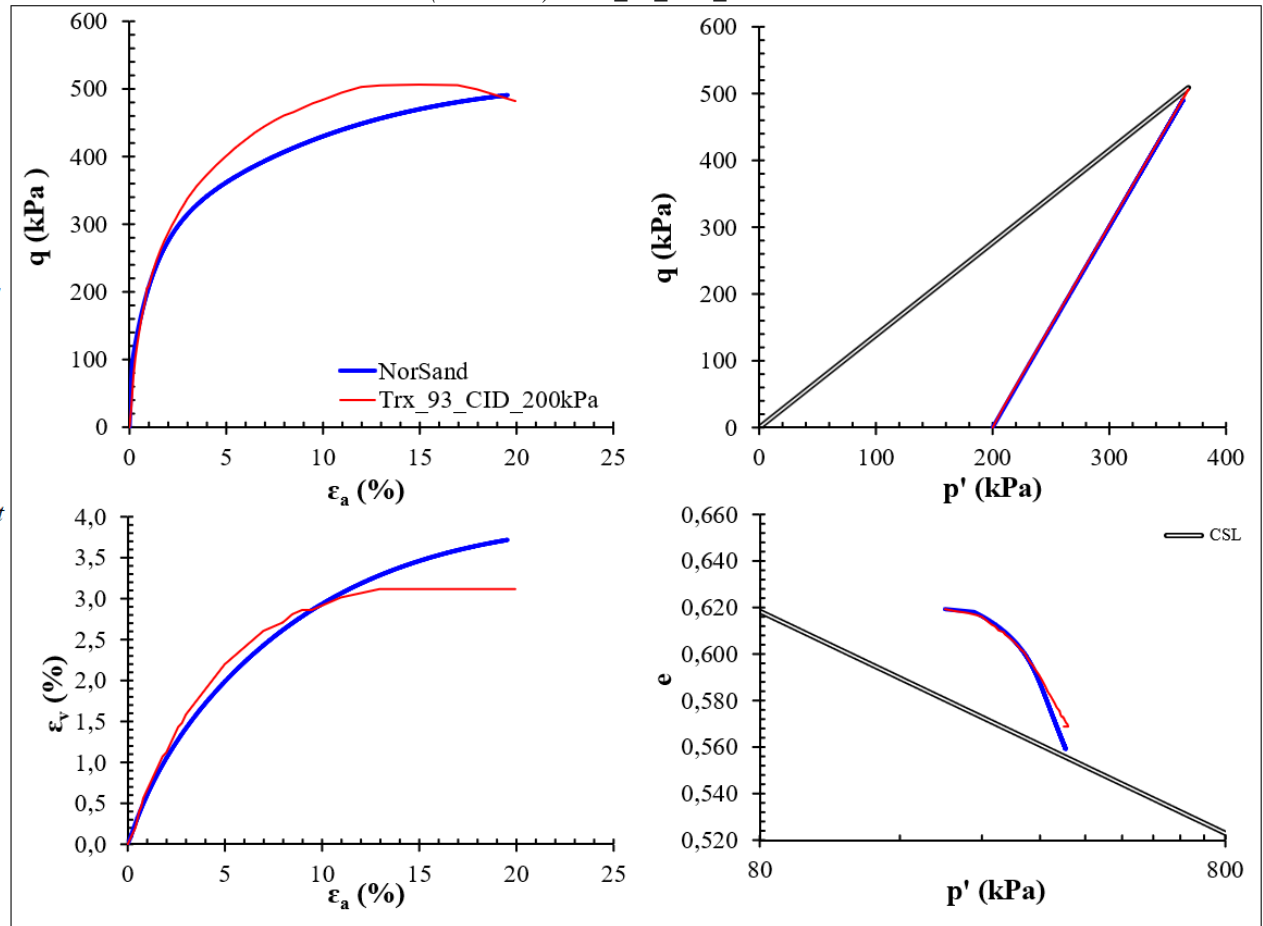 600
500
400
300
200
100
0
q (kPa )
0 5 10 15 20 25
εa (%)
NorSand
Trx_93_CID_200kPa
600
500
400
300
200
100
0
q (kPa)
0 100 200 300 400
p' (kPa)
t
4,0
3,5
3,0
2,5
2,0
1,5
1,0
0,5
0,0
εv (%)
0 5 10 15 20 25
εa (%)
0,660
0,640
0,620
0,600
0,580
0,560
0,540
0,520
e
CSL
80 800
p' (kPa)